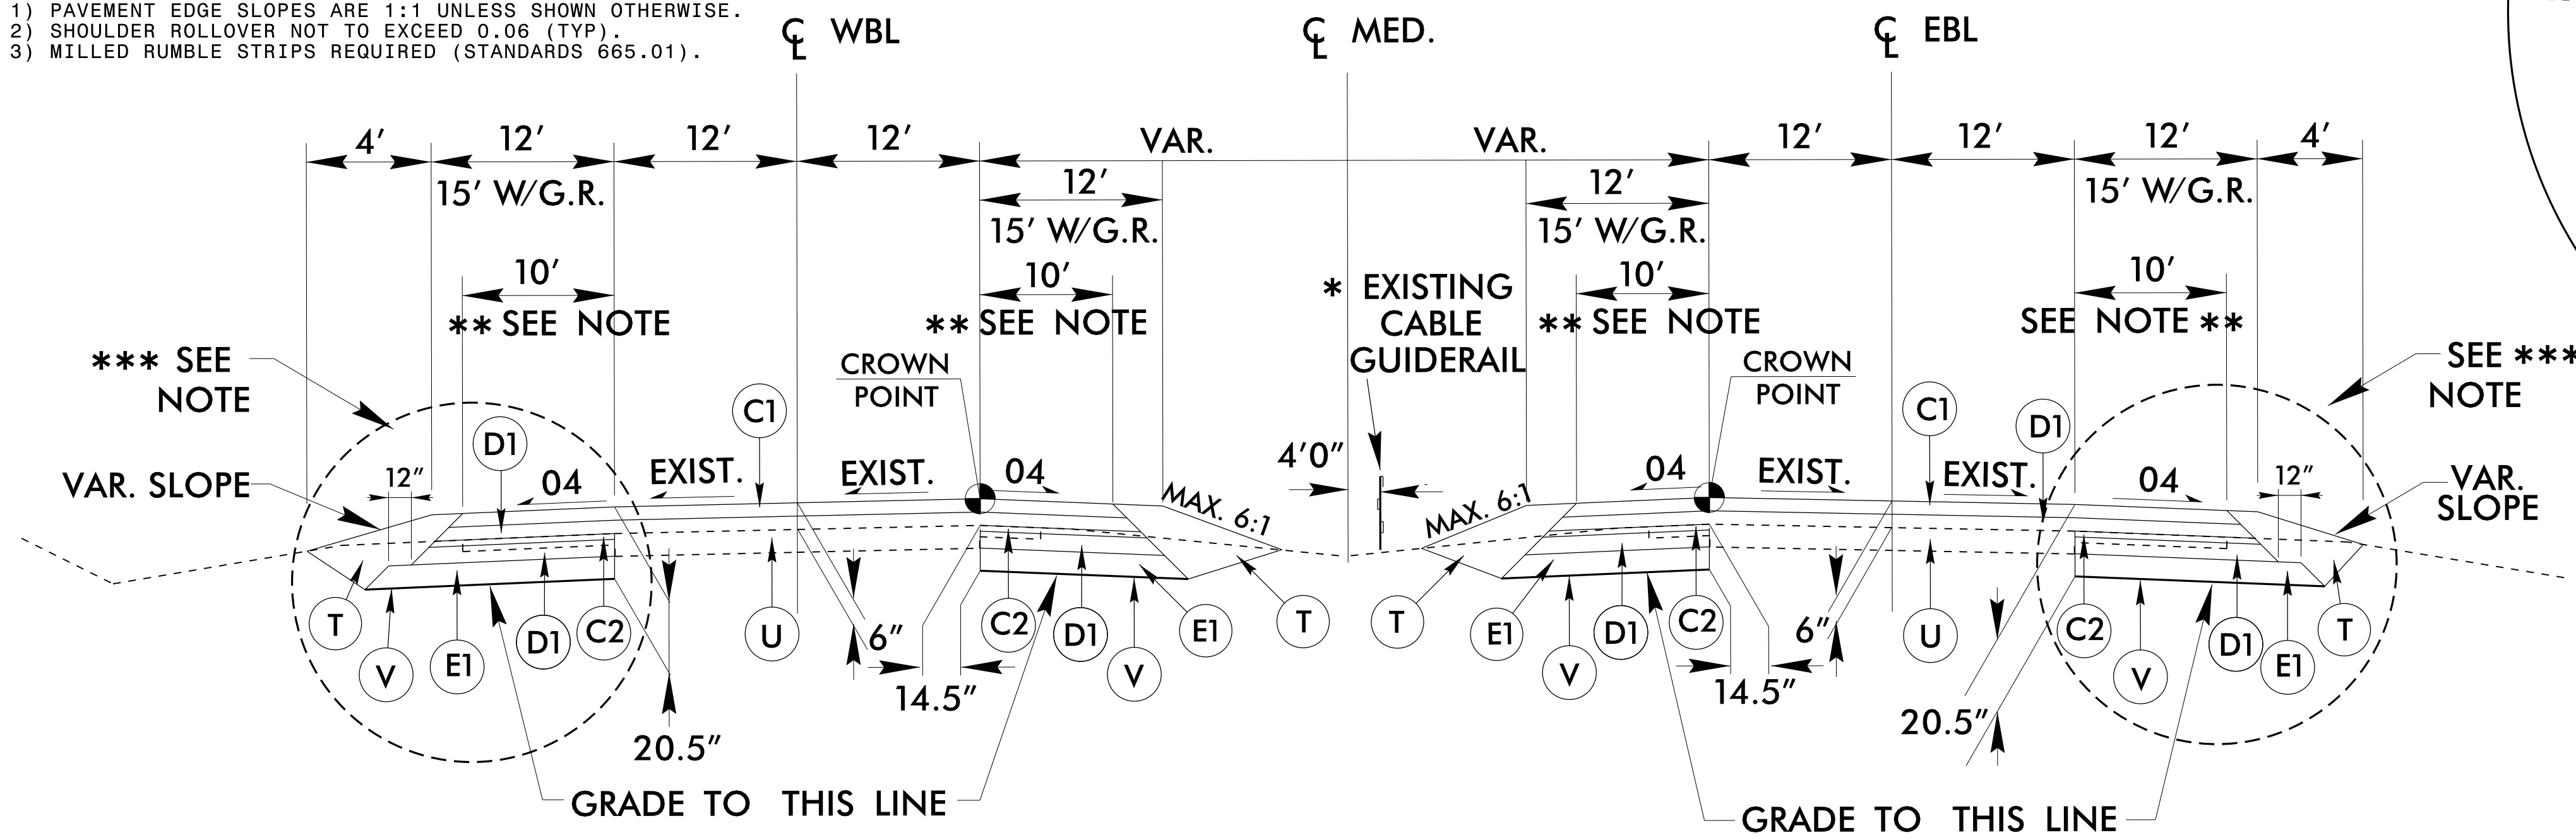 1) PAVEMENT EDGE SLOPES ARE 1:1 UNLESS SHOWN OTHERWISE.
2) SHOULDER ROLLOVER NOT TO EXCEED 0.06 (TYP).
3) MILLED RUMBLE STRIPS REQUIRED (STANDARDS 665.01).
℄ WBL
℄ MED.
℄ EBL
4' 12' 12' 12' VAR. VAR. 12' 12' 12' 4'
15' W/G.R. 12' 12' 15' W/G.R.
15' W/G.R. 15' W/G.R.
10' 10' 10' 10'
** SEE NOTE ** SEE NOTE ** SEE NOTE SEE NOTE **
* EXISTING
CABLE
GUIDERAIL
*** SEE
NOTE
CROWN
POINT
CROWN
POINT
SEE ***
NOTE
C1 C1
D1 D1
4'0"
VAR. SLOPE 12" 04 EXIST. EXIST. 04 MAX. 6:1
MAX. 6:1 04 EXIST. EXIST. 04 12" VAR.
SLOPE
T V E1 D1 C2 U 6" C2 D1 V E1 T
T E1 V D1 C2 6" U C2 V D1 E1 T
14.5" 14.5"
20.5" 20.5"
GRADE TO THIS LINE
GRADE TO THIS LINE